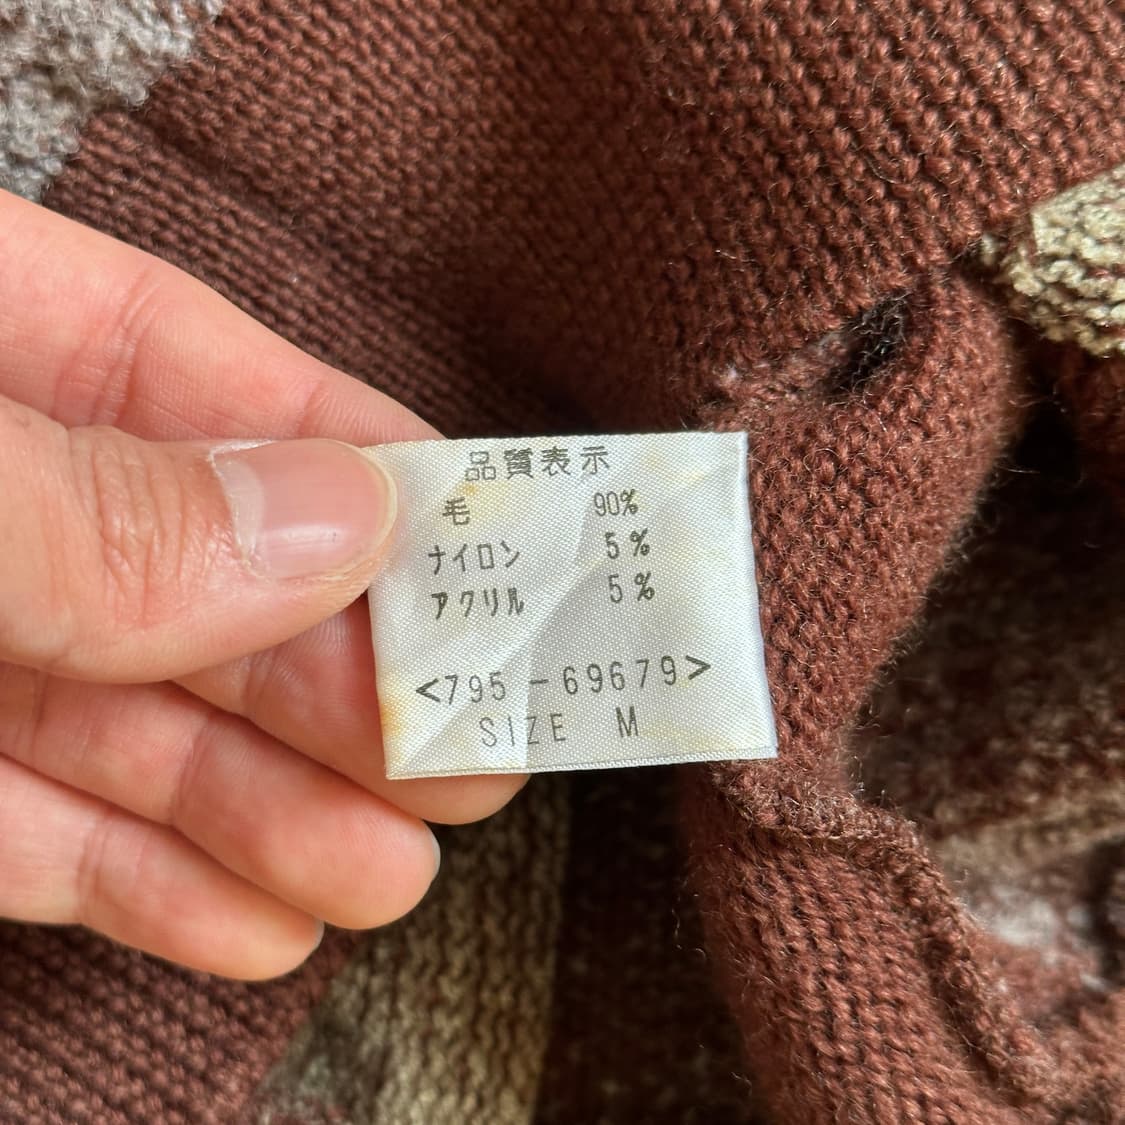 品質表示
毛 90%
ナイロン 5%
アクリル 5%
<795-69679>
SIZE M